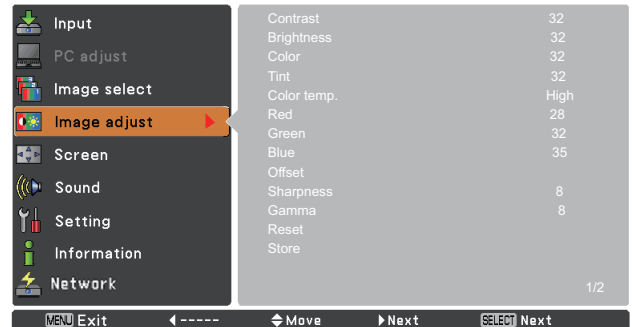 Input
PC adjust
Image select
Image adjust
Screen
Sound
Setting
Information
Network
Contrast 32
Brightness 32
Color 32
Tint 32
Color temp. High
Red 28
Green 32
Blue 35
Offset
Sharpness 8
Gamma 8
Reset
Store
1/2
MENU Exit ----- Move Next SELECT Next